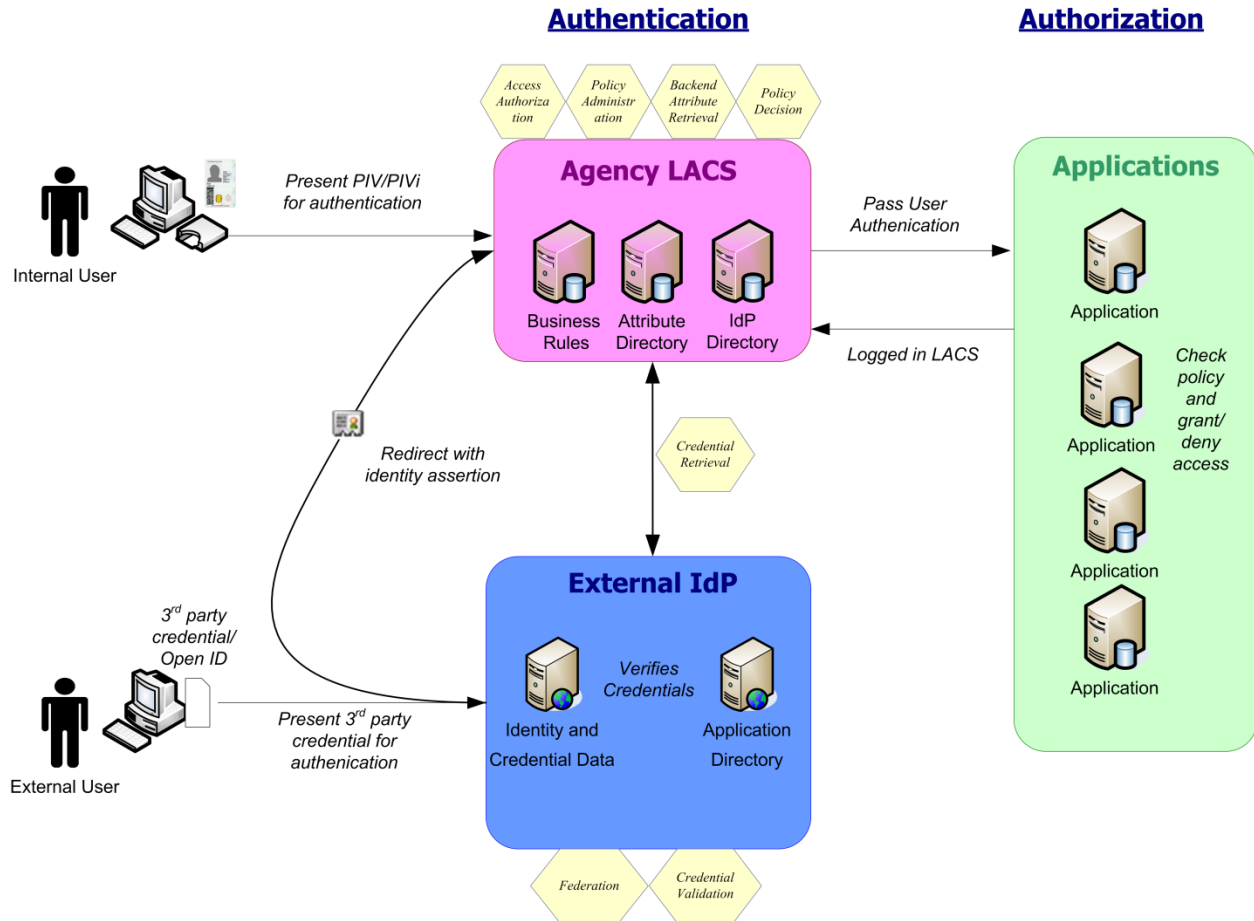 Authentication
Authorization
Access
Authoriza
tion
Policy
Administr
ation
Backend
Attribute
Retrieval
Policy
Decision
Agency LACS
Applications
Internal User
Present PIV/PIVi
for authentication
Business
Rules
Attribute
Directory
IdP
Directory
Pass User
Authenication
Logged in LACS
Application
Application
Application
Application
Check
policy
and
grant/
deny
access
Redirect with
identity assertion
Credential
Retrieval
External IdP
3rd party
credential/
Open ID
External User
Present 3rd party
credential for
authenication
Verifies
Credentials
Identity and
Credential Data
Application
Directory
Federation
Credential
Validation